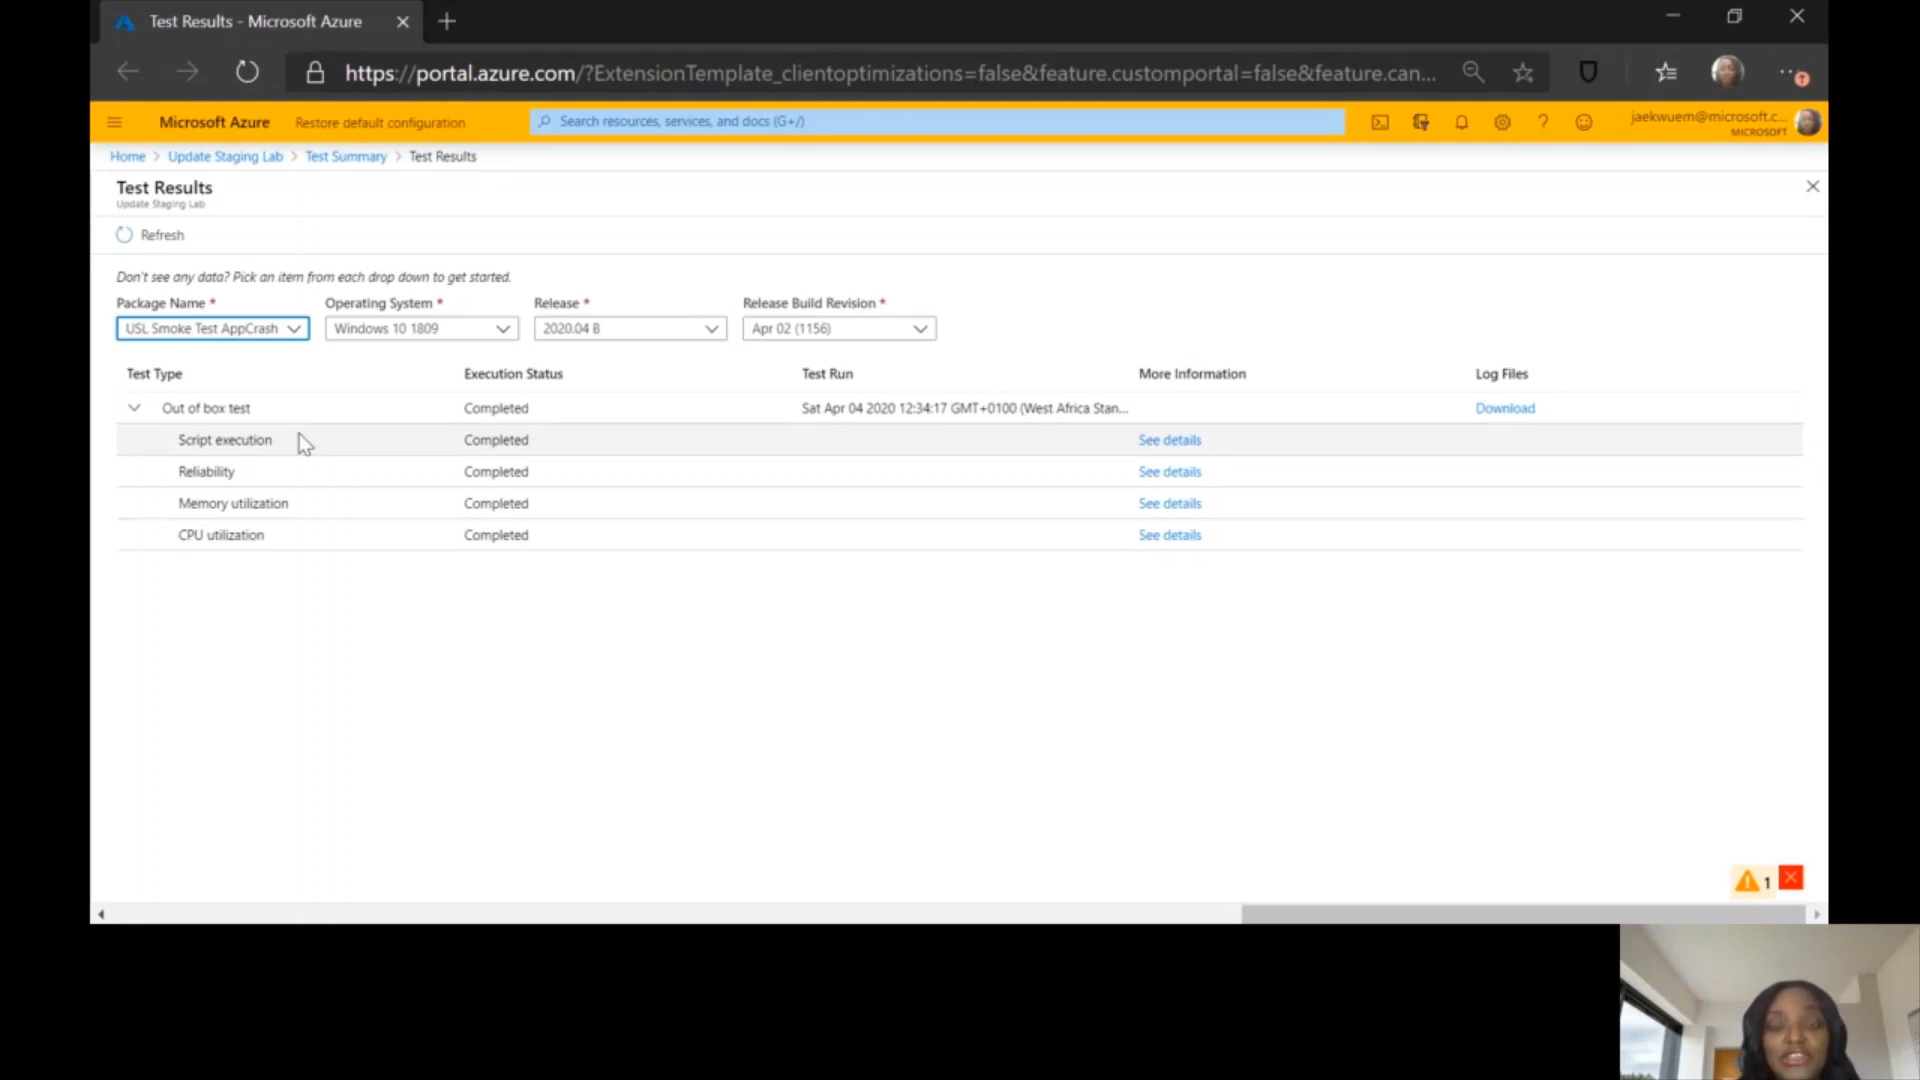 Test Results - Microsoft Azure
https://portal.azure.com/?ExtensionTemplate_clientoptimizations=false&feature.customportal=false&feature.can...
Microsoft Azure Restore default configuration Search resources, services, and docs (G+/) jaekwuem@microsoft.c...
MICROSOFT
Home > Update Staging Lab > Test Summary > Test Results
Test Results
Update Staging Lab
Refresh
Don't see any data? Pick an item from each drop down to get started.
Package Name * Operating System * Release * Release Build Revision *
USL Smoke Test AppCrash Windows 10 1809 2020.04 B Apr 02 (1156)
Test Type Execution Status Test Run More Information Log Files
Out of box test Completed Sat Apr 04 2020 12:34:17 GMT+0100 (West Africa Stan... Download
Script execution Completed See details
Reliability Completed See details
Memory utilization Completed See details
CPU utilization Completed See details
1